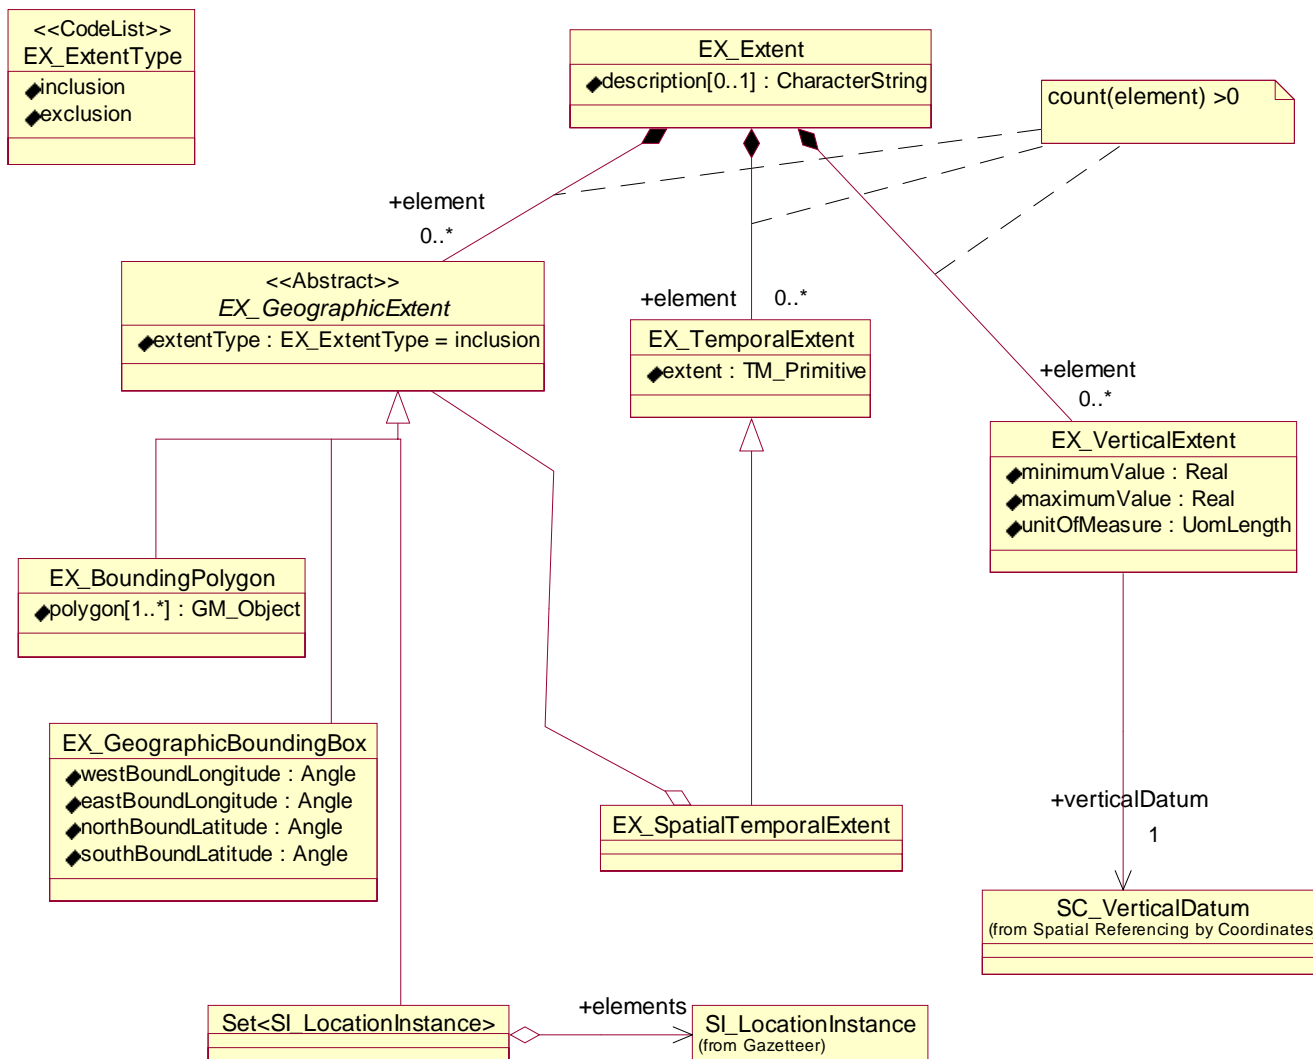 <<CodeList>>
EX_ExtentType
inclusion
exclusion
EX_Extent
description[0..1] : CharacterString
count(element) >0
+element
0..*
<<Abstract>>
EX_GeographicExtent
extentType : EX_ExtentType = inclusion
+element
0..*
EX_TemporalExtent
extent : TM_Primitive
+element
0..*
EX_VerticalExtent
minimumValue : Real
maximumValue : Real
unitOfMeasure : UomLength
EX_BoundingPolygon
polygon[1..*] : GM_Object
EX_GeographicBoundingBox
westBoundLongitude : Angle
eastBoundLongitude : Angle
northBoundLatitude : Angle
southBoundLatitude : Angle
EX_SpatialTemporalExtent
+verticalDatum
1
SC_VerticalDatum
(from Spatial Referencing by Coordinates)
Set<SI_LocationInstance>
+elements
SI_LocationInstance
(from Gazetteer)